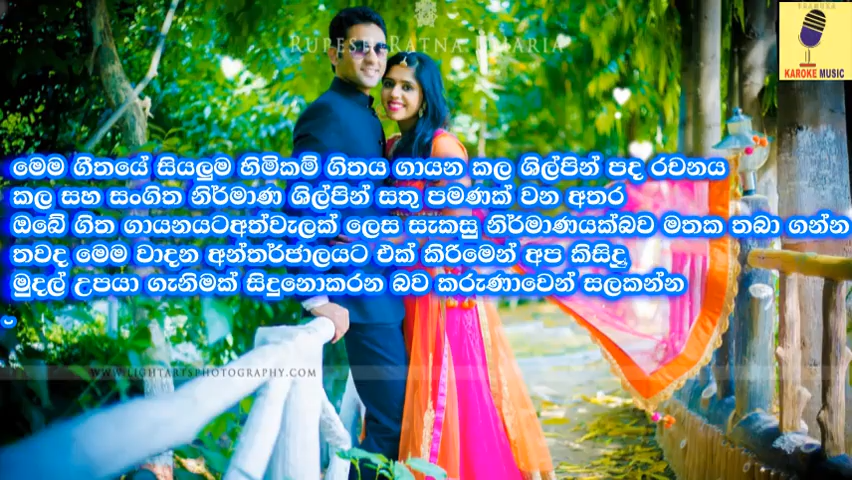 RUPESH RATNA
KAROKE MUSIC
මෙම ගීතයේ සියලුම හිමිකම් ගිතය ගායන කල ශිල්පින් පද රචනය
කල සහ සංගිත නිර්මාණ ශිල්පින් සතු පමණක් වන අතර
ඔබේ ගිත ගායනයටඅත්වැලක් ලෙස සැකසු නිර්මාණයක්බව මතක තබා ගන්න
තවද මෙම වාදන අන්තර්ජාලයට එක් කිරිමෙන් අප කිසිදු
මුදල් උපයා ගැනිමක් සිදුනොකරන බව කරුණාවෙන් සලකන්න
WWW.LIGHTARTSPHOTOGRAPHY.COM